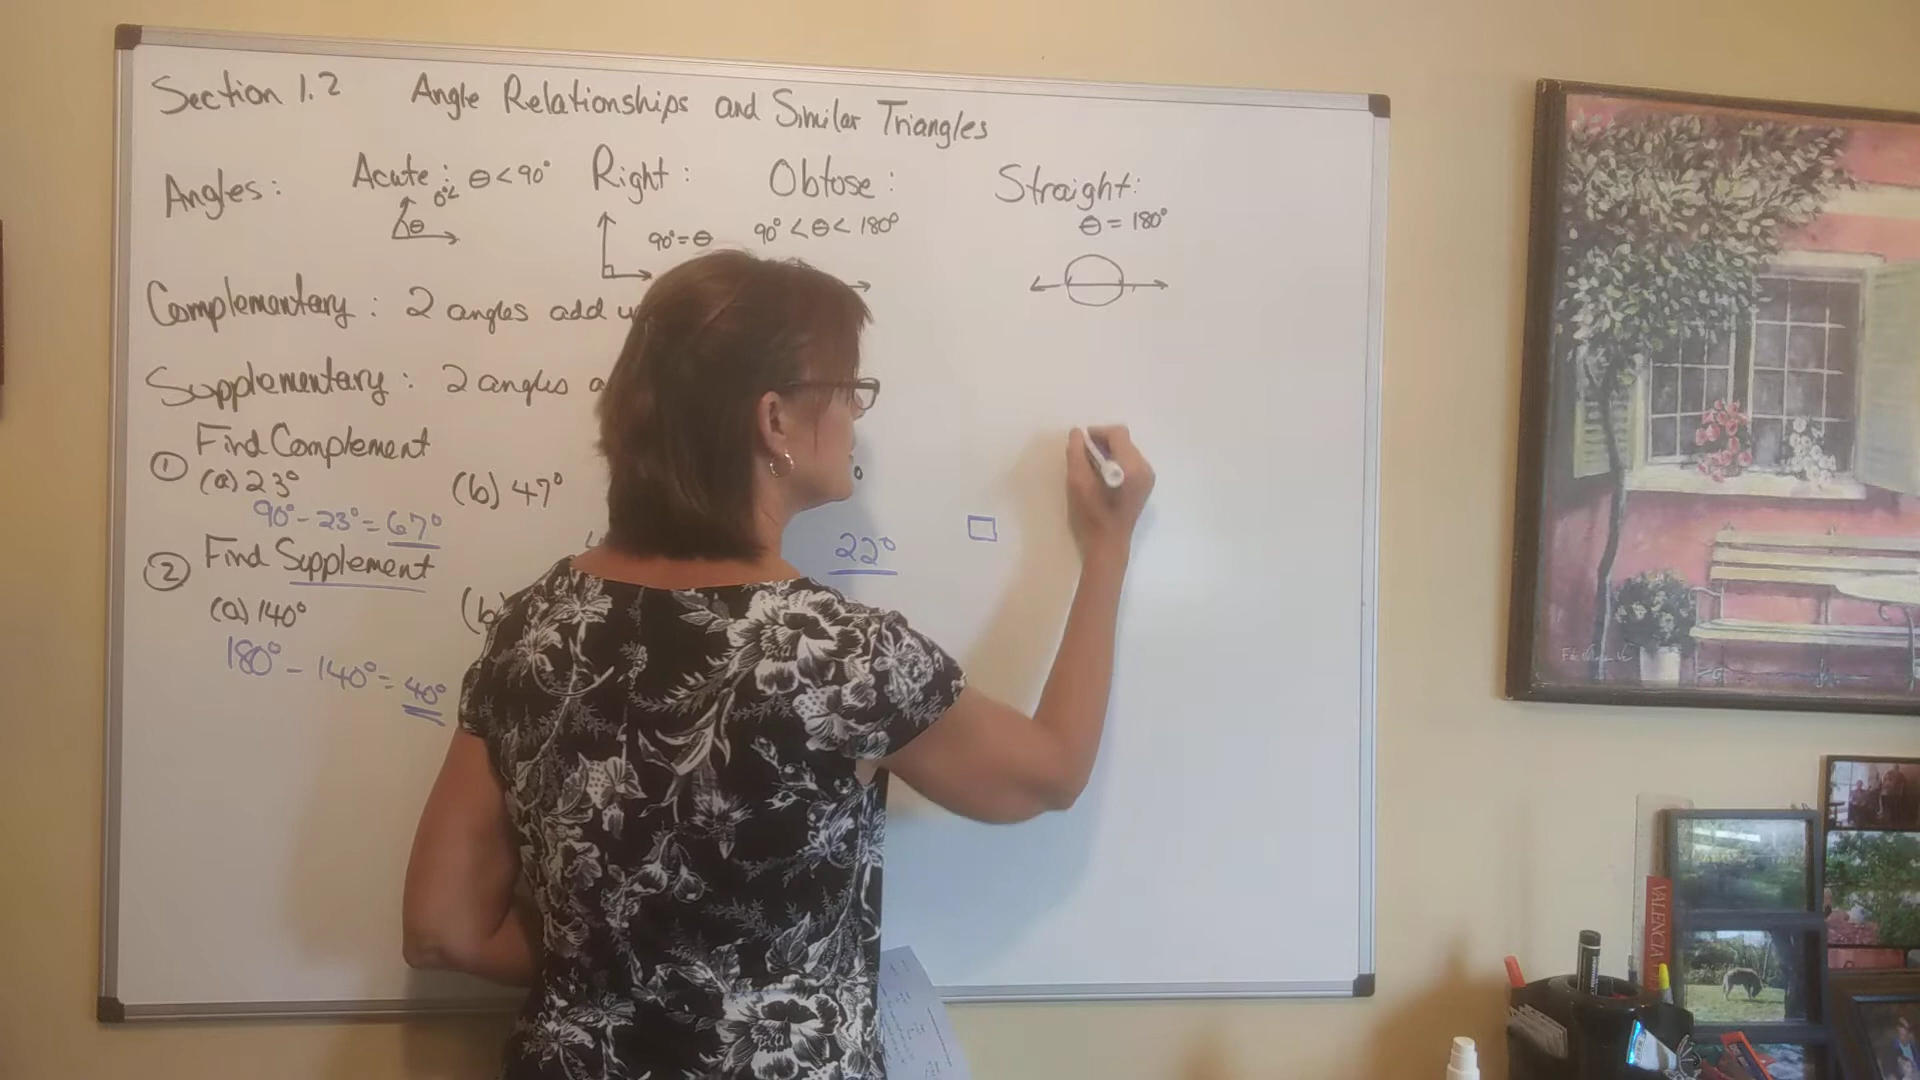 Section 1.2 Angle Relationships and Similar Triangles
Angles: Acute: θ<90° Right: Obtuse: Straight:
0°<
θ 90°=θ 90°<θ<180° θ=180°
Complementary: 2 angles add
Supplementary: 2 angles
① Find Complement
(a) 23° (b) 47°
90°-23°=67°
22°
② Find Supplement
(a) 140° (b)
180°-140°=40°
VALENCIA